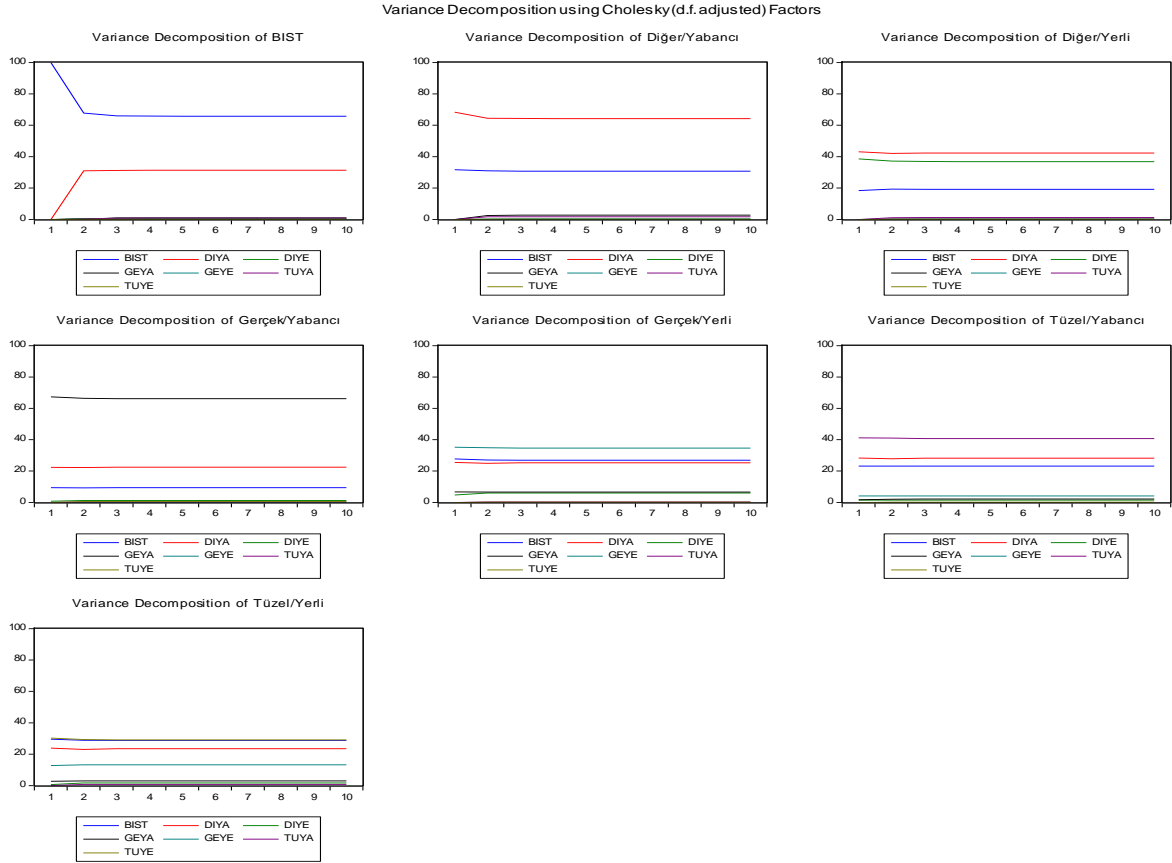 Variance Decomposition using Cholesky (d.f. adjusted) Factors
Variance Decomposition of BIST
100
80
60
40
20
0
1 2 3 4 5 6 7 8 9 10
BIST DIYA DIYE
GEYA GEYE TUYA
TUYE
Variance Decomposition of Diğer/Yabancı
100
80
60
40
20
0
1 2 3 4 5 6 7 8 9 10
BIST DIYA DIYE
GEYA GEYE TUYA
TUYE
Variance Decomposition of Diğer/Yerli
100
80
60
40
20
0
1 2 3 4 5 6 7 8 9 10
BIST DIYA DIYE
GEYA GEYE TUYA
TUYE
Variance Decomposition of Gerçek/Yabancı
100
80
60
40
20
0
1 2 3 4 5 6 7 8 9 10
BIST DIYA DIYE
GEYA GEYE TUYA
TUYE
Variance Decomposition of Gerçek/Yerli
100
80
60
40
20
0
1 2 3 4 5 6 7 8 9 10
BIST DIYA DIYE
GEYA GEYE TUYA
TUYE
Variance Decomposition of Tüzel/Yabancı
100
80
60
40
20
0
1 2 3 4 5 6 7 8 9 10
BIST DIYA DIYE
GEYA GEYE TUYA
TUYE
Variance Decomposition of Tüzel/Yerli
100
80
60
40
20
0
1 2 3 4 5 6 7 8 9 10
BIST DIYA DIYE
GEYA GEYE TUYA
TUYE